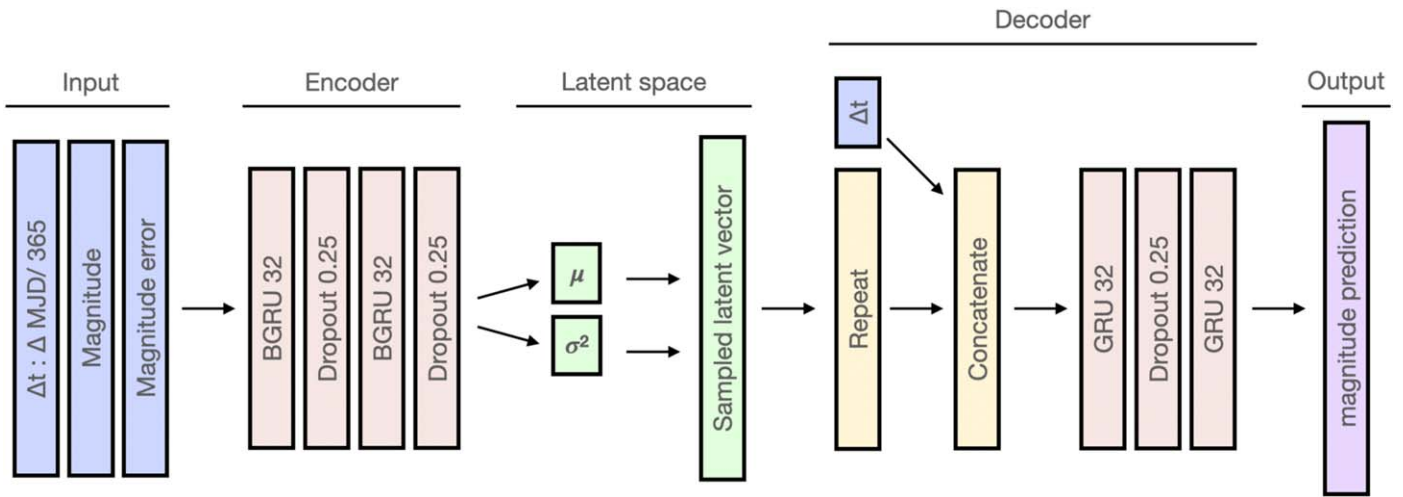 Input
Δt : Δ MJD/ 365
Magnitude
Magnitude error
Encoder
BGRU 32
Dropout 0.25
BGRU 32
Dropout 0.25
Latent space
μ
σ²
Sampled latent vector
Decoder
Δt
Repeat
Concatenate
GRU 32
Dropout 0.25
GRU 32
Output
magnitude prediction